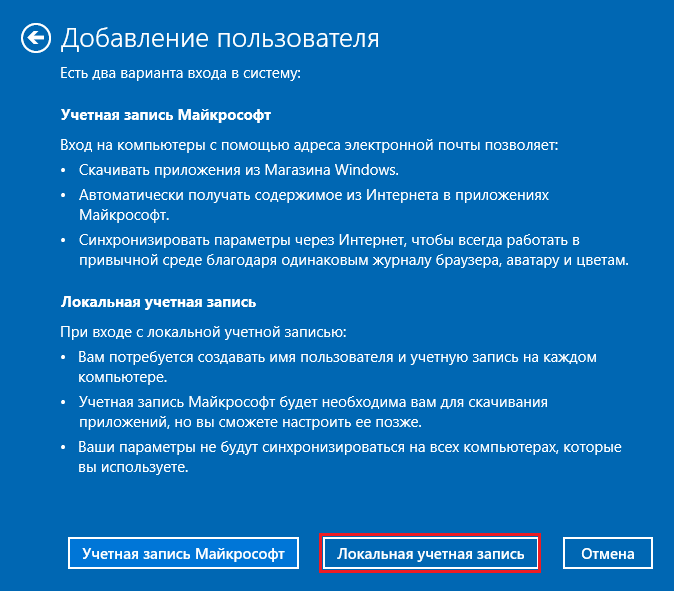 Добавление пользователя
Есть два варианта входа в систему:
Учетная запись Майкрософт
Вход на компьютеры с помощью адреса электронной почты позволяет:
• Скачивать приложения из Магазина Windows.
• Автоматически получать содержимое из Интернета в приложениях
Майкрософт.
• Синхронизировать параметры через Интернет, чтобы всегда работать в
привычной среде благодаря одинаковым журналу браузера, аватару и цветам.
Локальная учетная запись
При входе с локальной учетной записью:
• Вам потребуется создавать имя пользователя и учетную запись на каждом
компьютере.
• Учетная запись Майкрософт будет необходима вам для скачивания
приложений, но вы сможете настроить ее позже.
• Ваши параметры не будут синхронизироваться на всех компьютерах, которые
вы используете.
Учетная запись Майкрософт
Локальная учетная запись
Отмена